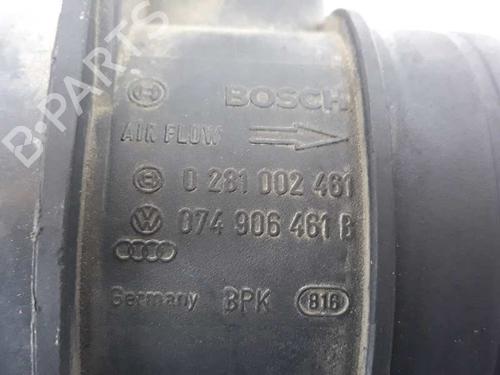 BOSCH
AIR FLOW
0 281 002 461
074 906 461 B
Germany BPK 816
B-PARTS